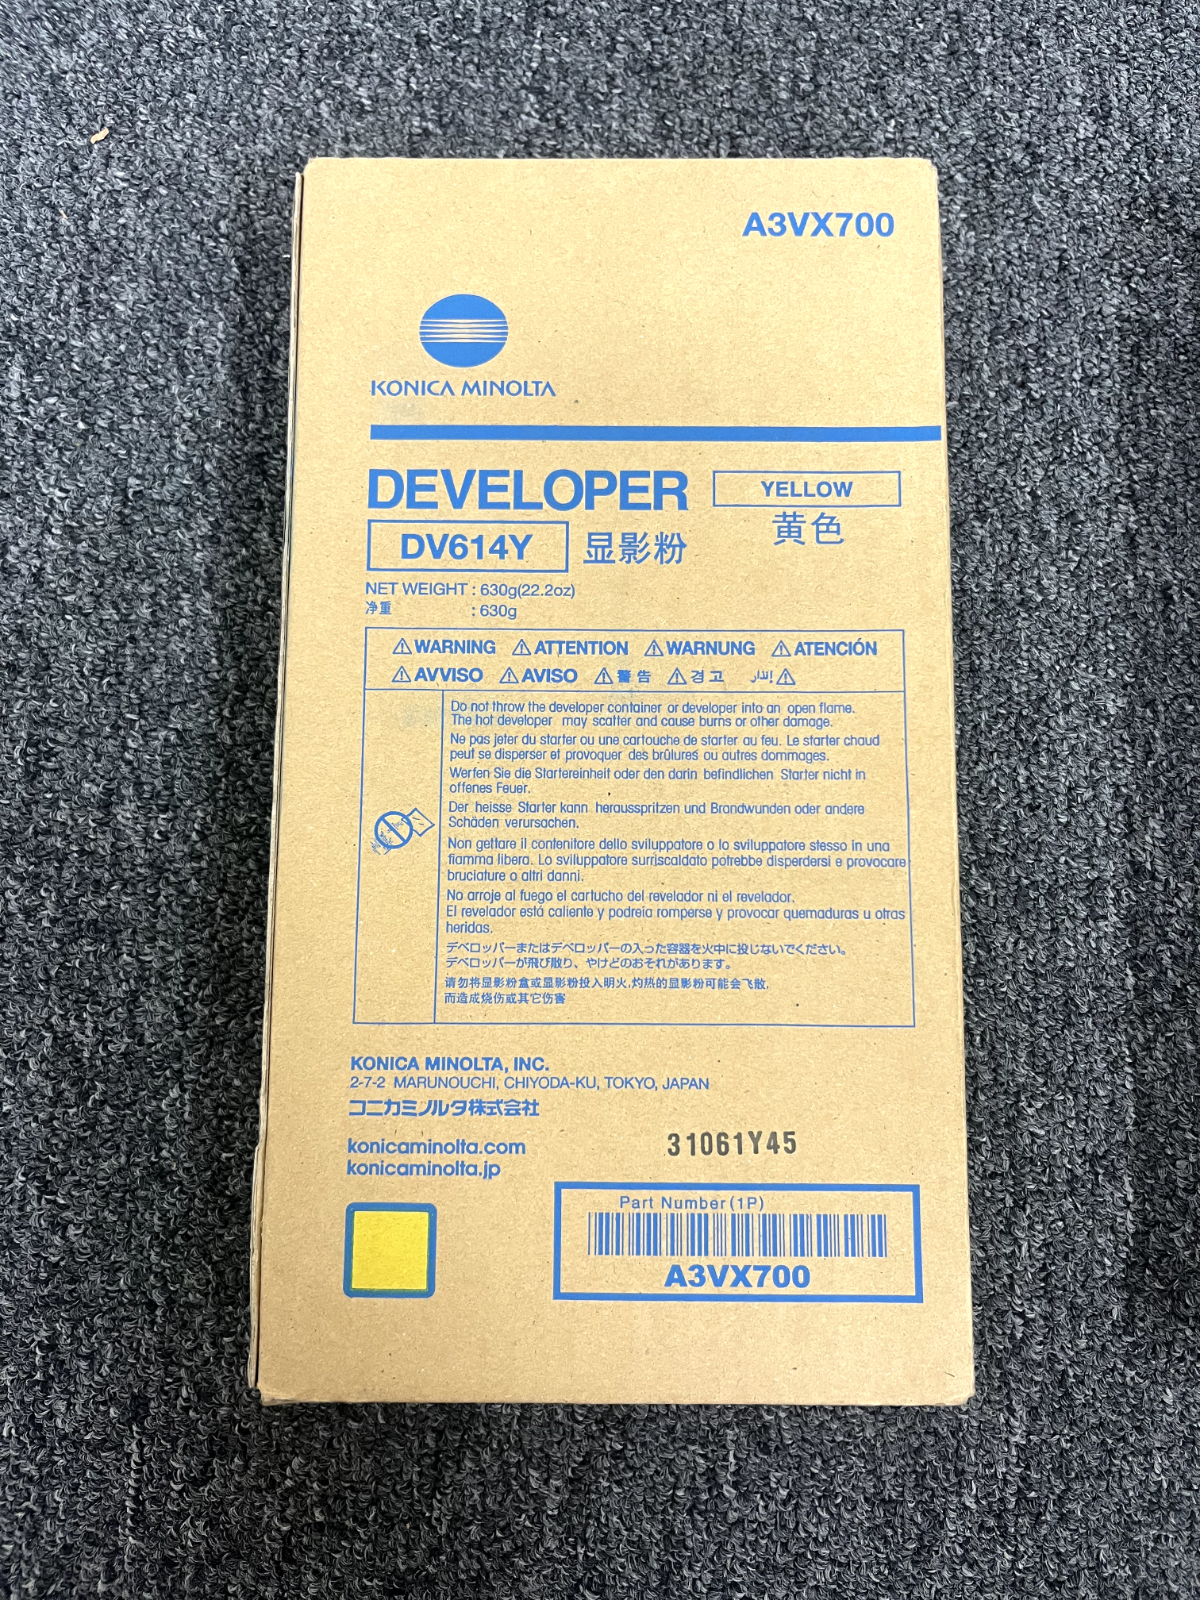 A3VX700
KONICA MINOLTA
DEVELOPER
YELLOW
黄色
DV614Y
显影粉
NET WEIGHT : 630g(22.2oz)
净重 : 630g
⚠WARNING ⚠ATTENTION ⚠WARNUNG ⚠ATENCIÓN
⚠AVVISO ⚠AVISO ⚠警告 ⚠경고 إنذار⚠
Do not throw the developer container or developer into an open flame.
The hot developer may scatter and cause burns or other damage.
Ne pas jeter du starter ou une cartouche de starter au feu. Le starter chaud
peut se disperser et provoquer des brûlures ou autres dommages.
Werfen Sie die Startereinheit oder den darin befindlichen Starter nicht in
offenes Feuer.
Der heisse Starter kann herausspritzen und Brandwunden oder andere
Schäden verursachen.
Non gettare il contenitore dello sviluppatore o lo sviluppatore stesso in una
fiamma libera. Lo sviluppatore surriscaldato potrebbe disperdersi e provocare
bruciature o altri danni.
No arroje al fuego el cartucho del revelador ni el revelador.
El revelador está caliente y podreia romperse y provocar quemaduras u otras
heridas.
デベロッパーまたはデベロッパーの入った容器を火中に投じないでください。
デベロッパーが飛び散り、やけどのおそれがあります。
请勿将显影粉盒或显影粉投入明火,灼热的显影粉可能会飞散,
而造成烧伤或其它伤害
KONICA MINOLTA, INC.
2-7-2 MARUNOUCHI, CHIYODA-KU, TOKYO, JAPAN
コニカミノルタ株式会社
konicaminolta.com
konicaminolta.jp
31061Y45
Part Number(1P)
A3VX700